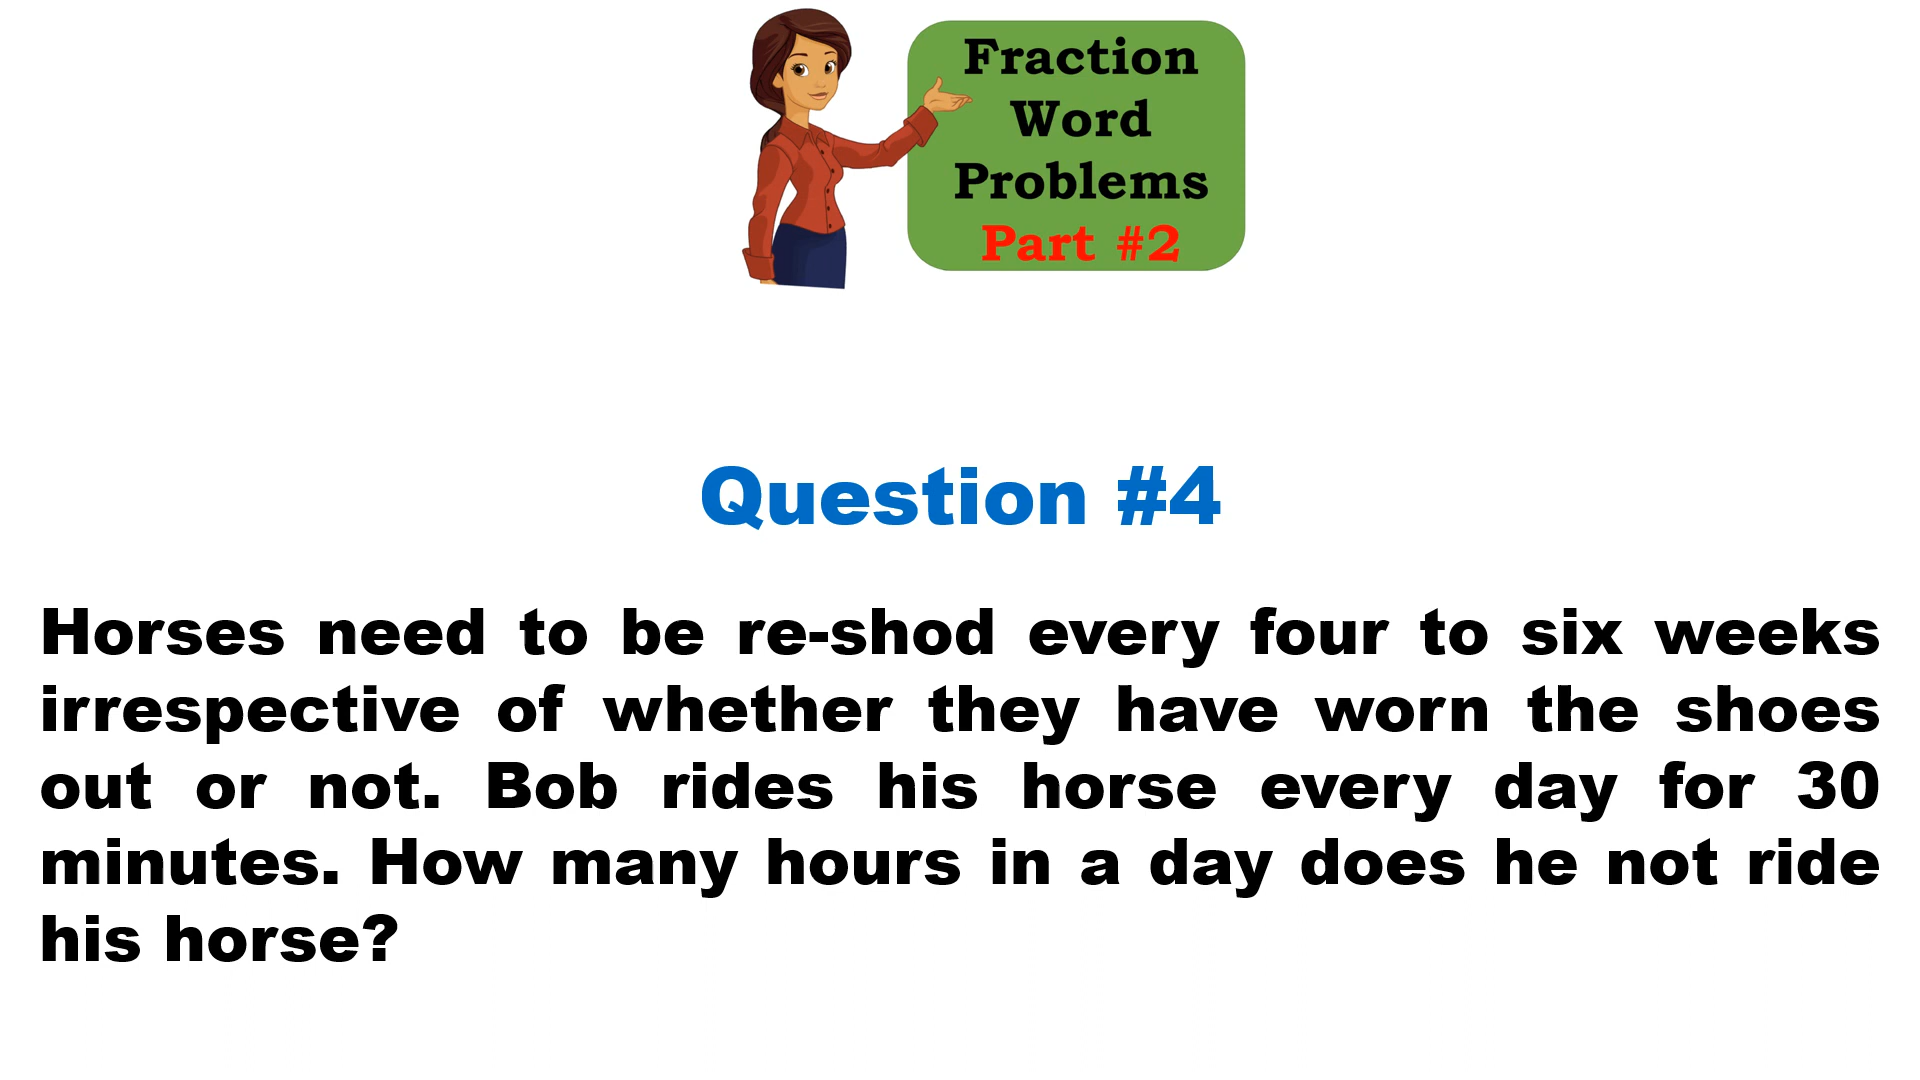 Fraction
Word
Problems
Part #2
Question #4
Horses need to be re-shod every four to six weeks
irrespective of whether they have worn the shoes
out or not. Bob rides his horse every day for 30
minutes. How many hours in a day does he not ride
his horse?